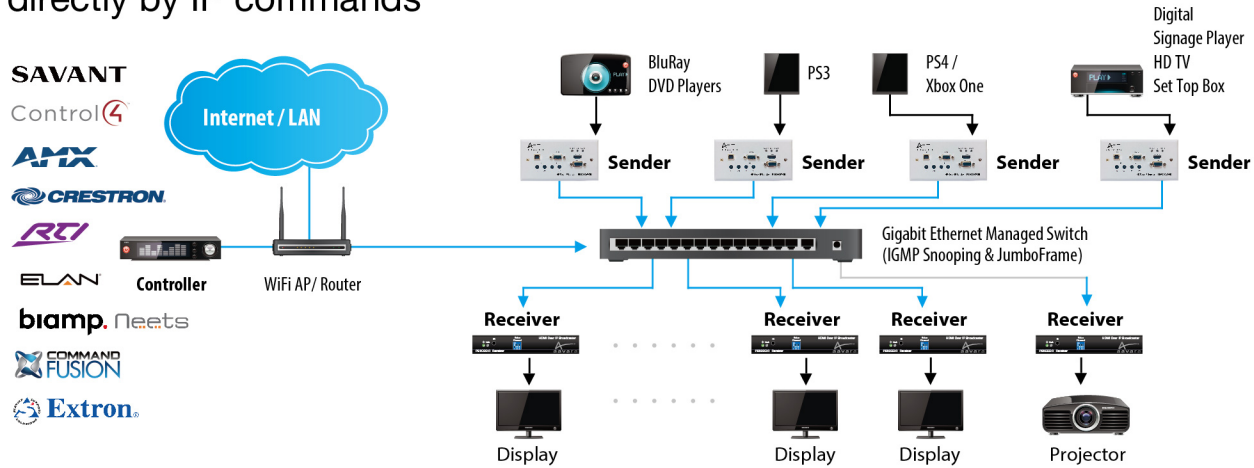 directly by IP commands
SAVANT
Control4
AMX
CRESTRON
RTI
ELAN
biamp. neets
COMMAND
FUSION
Extron
Internet / LAN
Controller
WiFi AP/ Router
BluRay
DVD Players
PS3
PS4 /
Xbox One
Digital
Signage Player
HD TV
Set Top Box
Sender
Sender
Sender
Sender
Gigabit Ethernet Managed Switch
(IGMP Snooping & JumboFrame)
Receiver
Receiver
Receiver
Receiver
Display
Display
Display
Projector